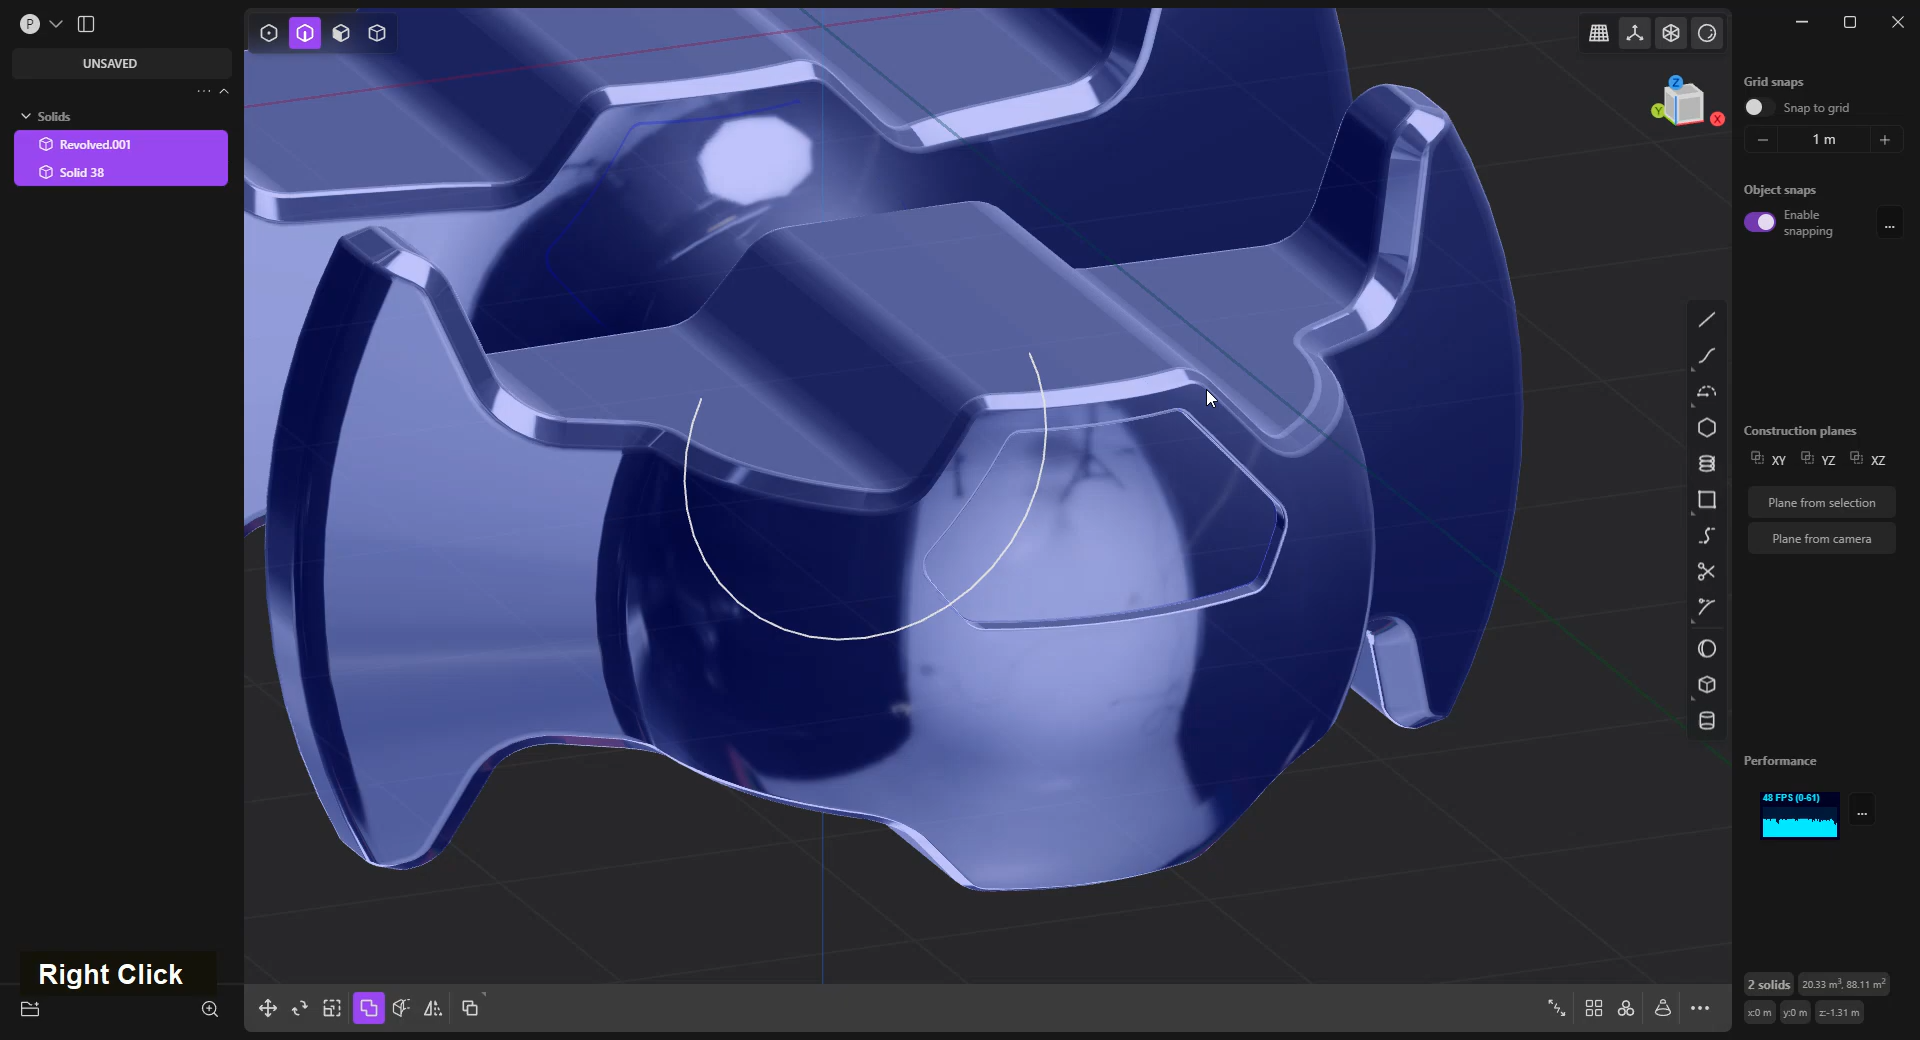 P
UNSAVED
Solids
Revolved.001
Solid 38
Right Click
Z
Y
X
Grid snaps
Snap to grid
1 m
Object snaps
Enable
snapping
...
Construction planes
XY
YZ
XZ
Plane from selection
Plane from camera
Performance
48 FPS (0-61)
...
2 solids
20.33 m³, 88.11 m²
x:0 m
y:0 m
z:-1.31 m